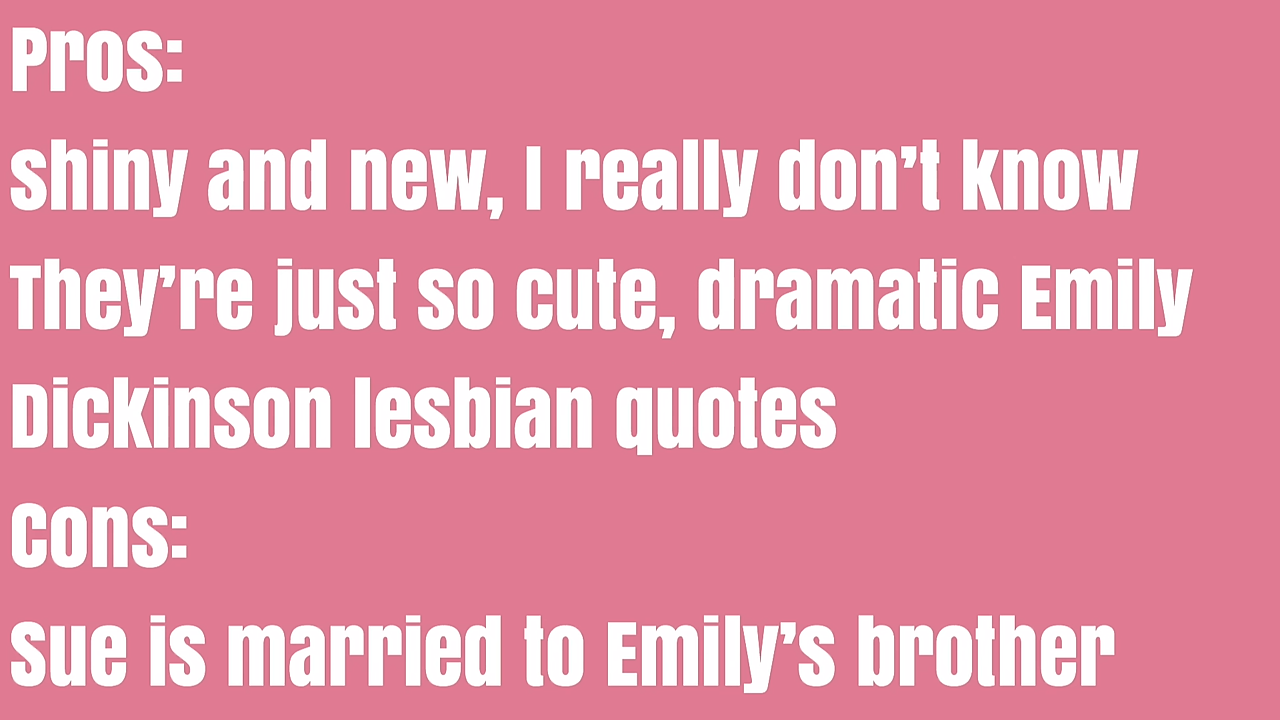 Pros:
shiny and new, I really don’t know
They’re just so cute, dramatic Emily
Dickinson lesbian quotes
Cons:
Sue is married to Emily’s brother